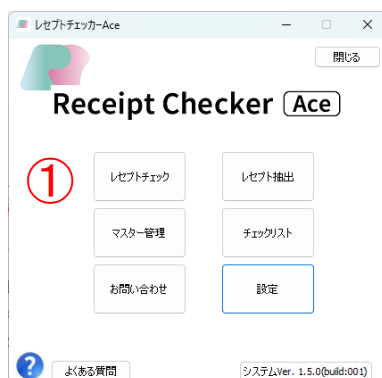 レセプトチェッカーAce
閉じる
Receipt Checker Ace
①
レセプトチェック
レセプト抽出
マスター管理
チェックリスト
お問い合わせ
設定
?
よくある質問
システムVer. 1.5.0(build:001)